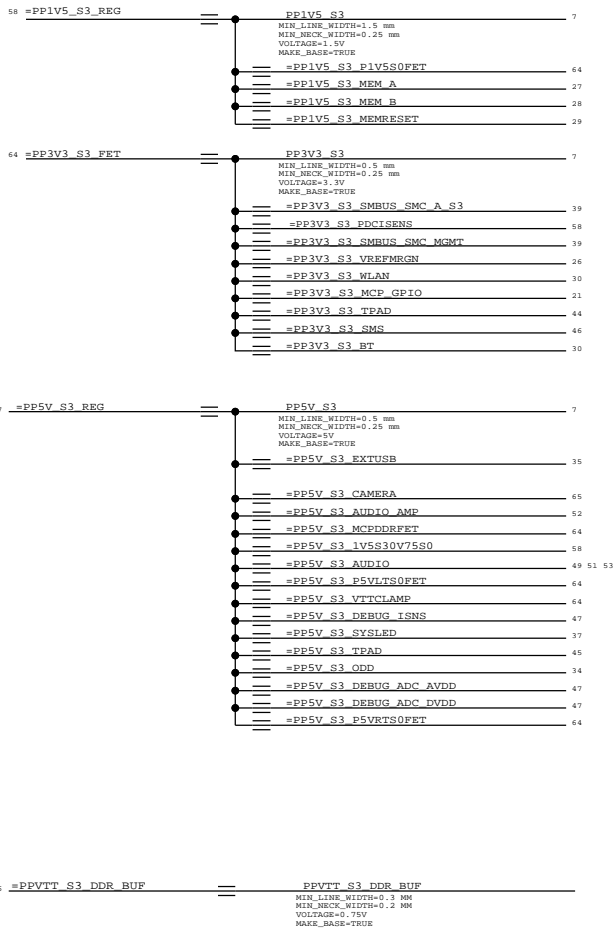 58 =PP1V5_S3_REG PP1V5_S3 7
MIN_LINE_WIDTH=1.5 mm
MIN_NECK_WIDTH=0.25 mm
VOLTAGE=1.5V
MAKE_BASE=TRUE
=PP1V5_S3_P1V5S0FET 64
=PP1V5_S3_MEM_A 27
=PP1V5_S3_MEM_B 28
=PP1V5_S3_MEMRESET 29
64 =PP3V3_S3_FET PP3V3_S3 7
MIN_LINE_WIDTH=0.5 mm
MIN_NECK_WIDTH=0.25 mm
VOLTAGE=3.3V
MAKE_BASE=TRUE
=PP3V3_S3_SMBUS_SMC_A_S3 39
=PP3V3_S3_PDCISENS 58
=PP3V3_S3_SMBUS_SMC_MGMT 39
=PP3V3_S3_VREFMRGN 26
=PP3V3_S3_WLAN 30
=PP3V3_S3_MCP_GPIO 21
=PP3V3_S3_TPAD 44
=PP3V3_S3_SMS 46
=PP3V3_S3_BT 30
=PP5V_S3_REG PP5V_S3 7
MIN_LINE_WIDTH=0.5 mm
MIN_NECK_WIDTH=0.25 mm
VOLTAGE=5V
MAKE_BASE=TRUE
=PP5V_S3_EXTUSB 35
=PP5V_S3_CAMERA 65
=PP5V_S3_AUDIO_AMP 52
=PP5V_S3_MCPDDRFET 64
=PP5V_S3_1V5S30V75S0 58
=PP5V_S3_AUDIO 49 51 53
=PP5V_S3_P5VLTS0FET 64
=PP5V_S3_VTTCLAMP 64
=PP5V_S3_DEBUG_ISNS 47
=PP5V_S3_SYSLED 37
=PP5V_S3_TPAD 45
=PP5V_S3_ODD 34
=PP5V_S3_DEBUG_ADC_AVDD 47
=PP5V_S3_DEBUG_ADC_DVDD 47
=PP5V_S3_P5VRTS0FET 64
=PPVTT_S3_DDR_BUF PPVTT_S3_DDR_BUF
MIN_LINE_WIDTH=0.3 MM
MIN_NECK_WIDTH=0.2 MM
VOLTAGE=0.75V
MAKE_BASE=TRUE